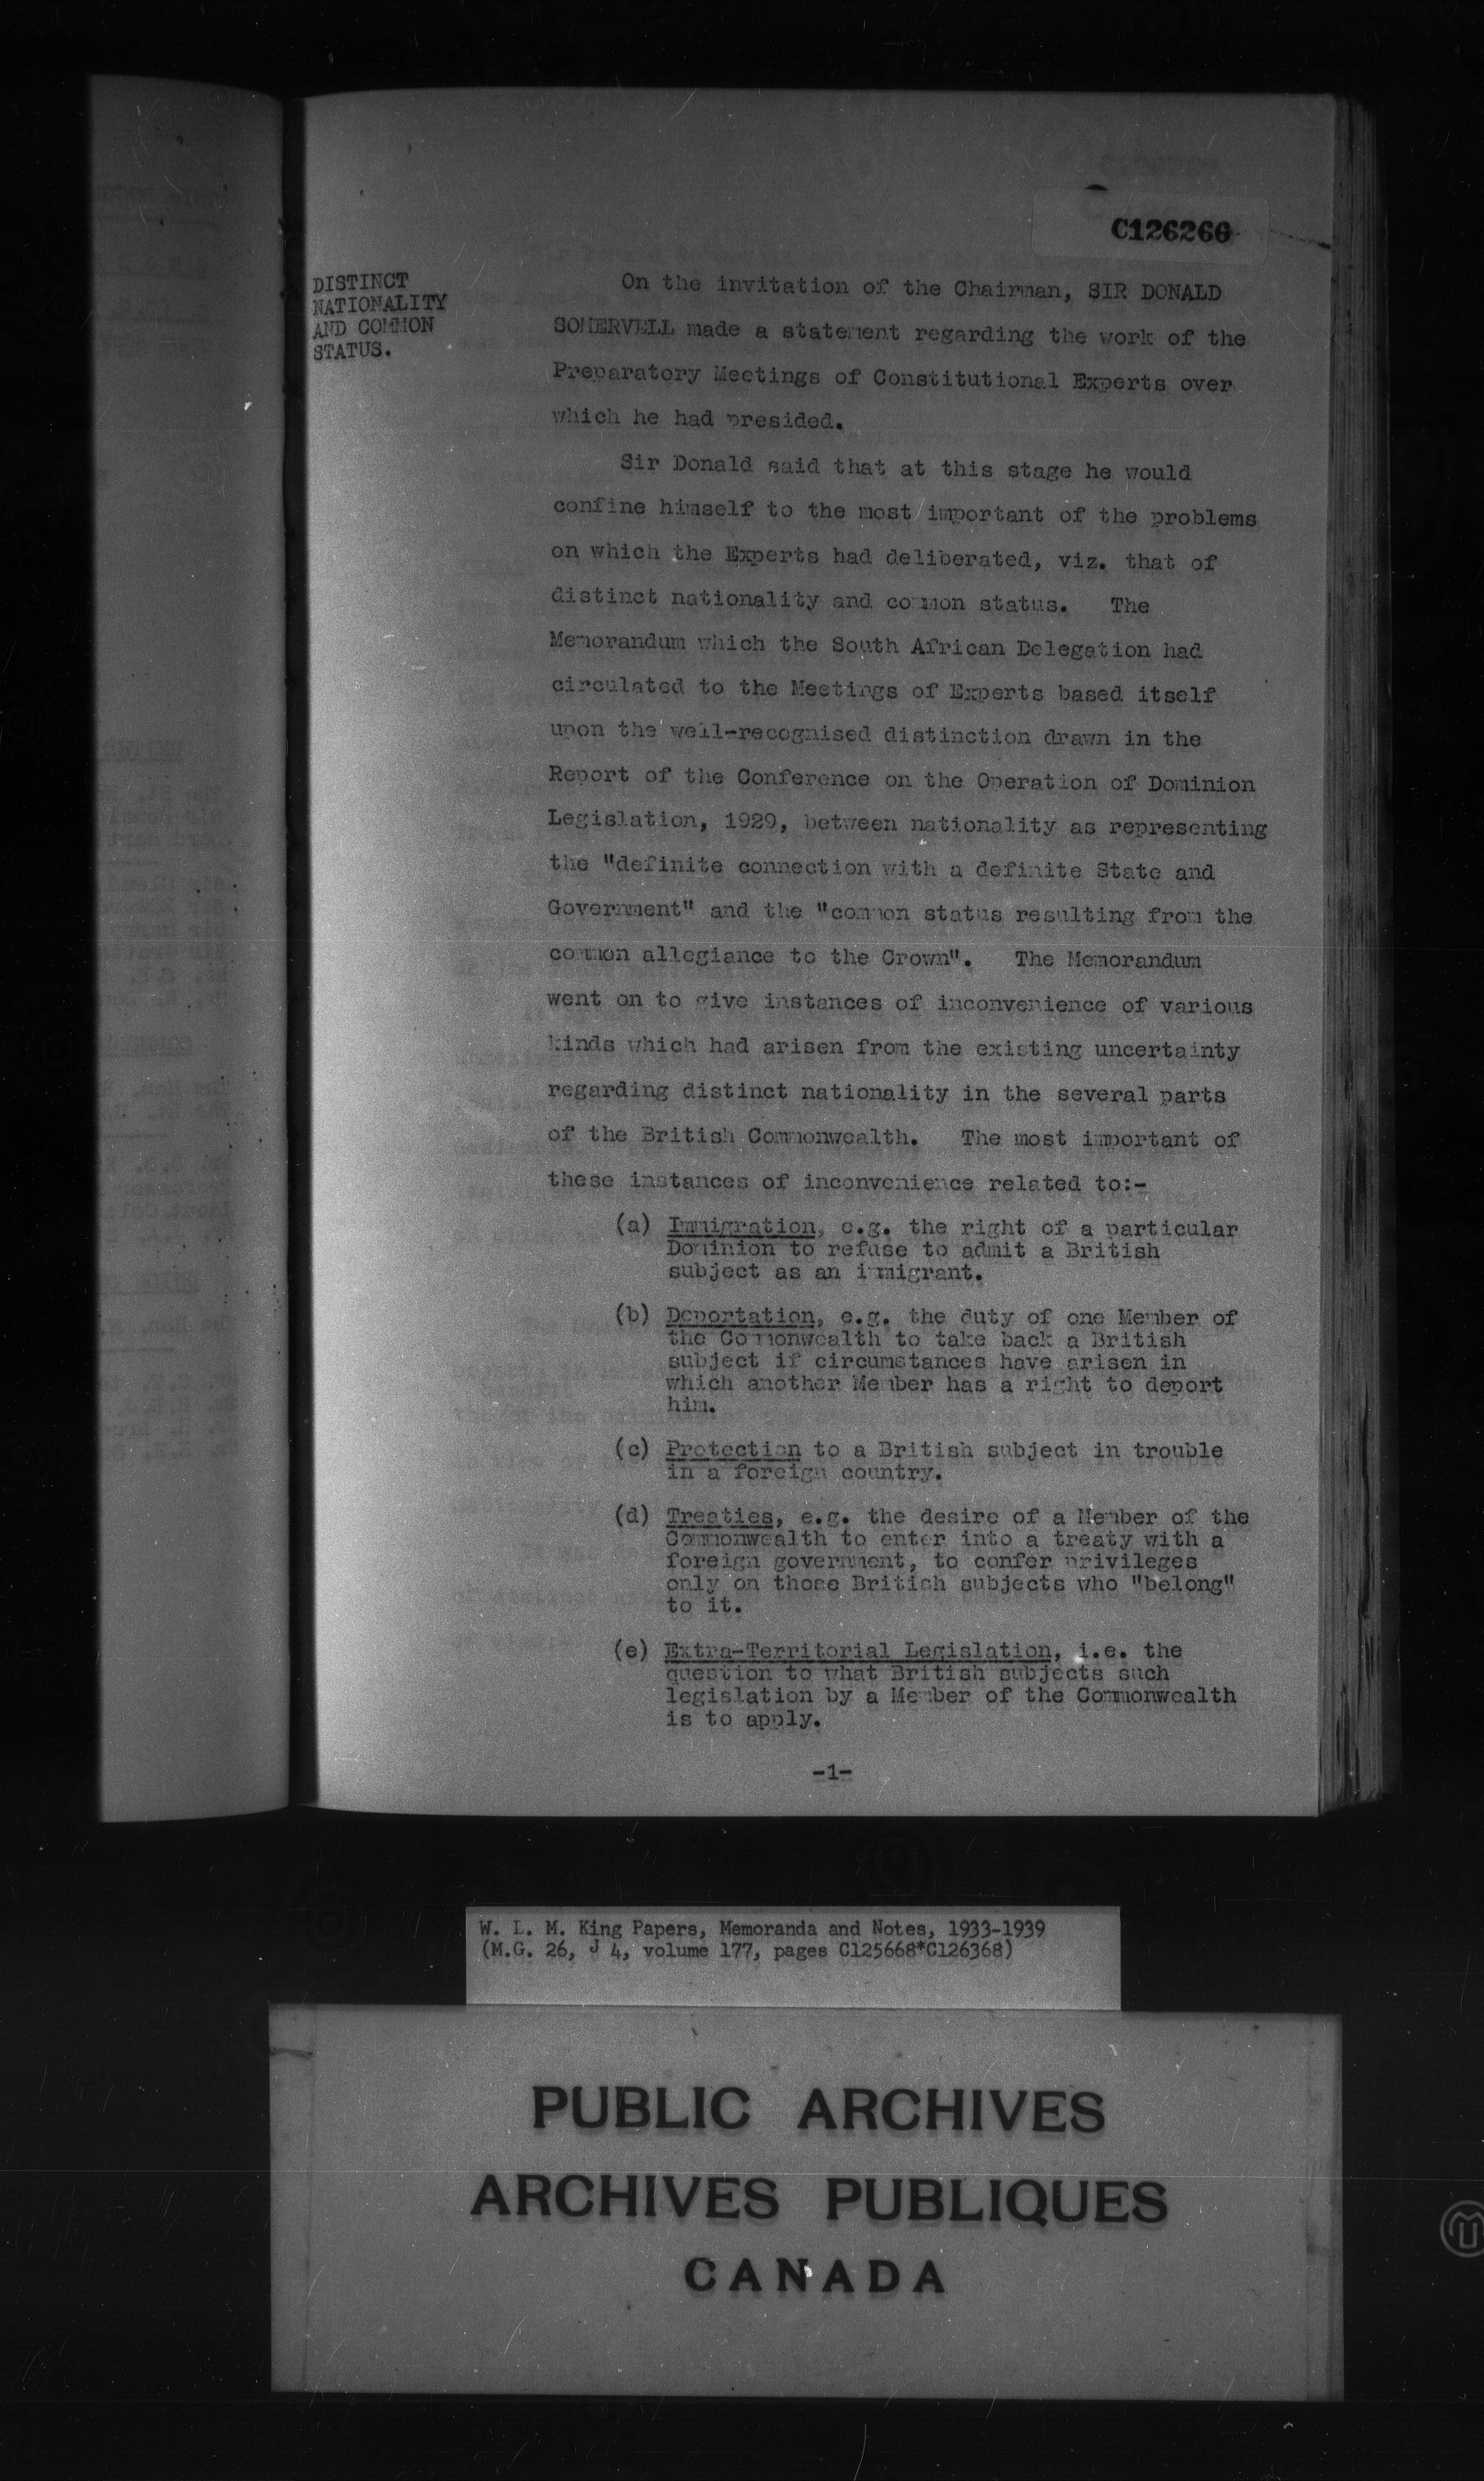 C126260
DISTINCT
NATIONALITY
AND COMMON
STATUS.
On the invitation of the Chairman, SIR DONALD
SOMERVELL made a statement regarding the work of the
Preparatory Meetings of Constitutional Experts over
which he had presided.
Sir Donald said that at this stage he would
confine himself to the most important of the problems
on which the Experts had deliberated, viz. that of
distinct nationality and common status. The
Memorandum which the South African Delegation had
circulated to the Meetings of Experts based itself
upon the well-recognised distinction drawn in the
Report of the Conference on the Operation of Dominion
Legislation, 1929, between nationality as representing
the "definite connection with a definite State and
Government" and the "common status resulting from the
common allegiance to the Crown". The Memorandum
went on to give instances of inconvenience of various
kinds which had arisen from the existing uncertainty
regarding distinct nationality in the several parts
of the British Commonwealth. The most important of
these instances of inconvenience related to:-
(a) Immigration, e.g. the right of a particular
Dominion to refuse to admit a British
subject as an immigrant.
(b) Deportation, e.g. the duty of one Member of
the Commonwealth to take back a British
subject if circumstances have arisen in
which another Member has a right to deport
him.
(c) Protection to a British subject in trouble
in a foreign country.
(d) Treaties, e.g. the desire of a Member of the
Commonwealth to enter into a treaty with a
foreign government, to confer privileges
only on those British subjects who "belong"
to it.
(e) Extra-Territorial Legislation, i.e. the
question to what British subjects such
legislation by a Member of the Commonwealth
is to apply.
-1-
W. L. M. King Papers, Memoranda and Notes, 1933-1939
(M.G. 26, J 4, volume 177, pages C125668*C126368)
PUBLIC ARCHIVES
ARCHIVES PUBLIQUES
CANADA